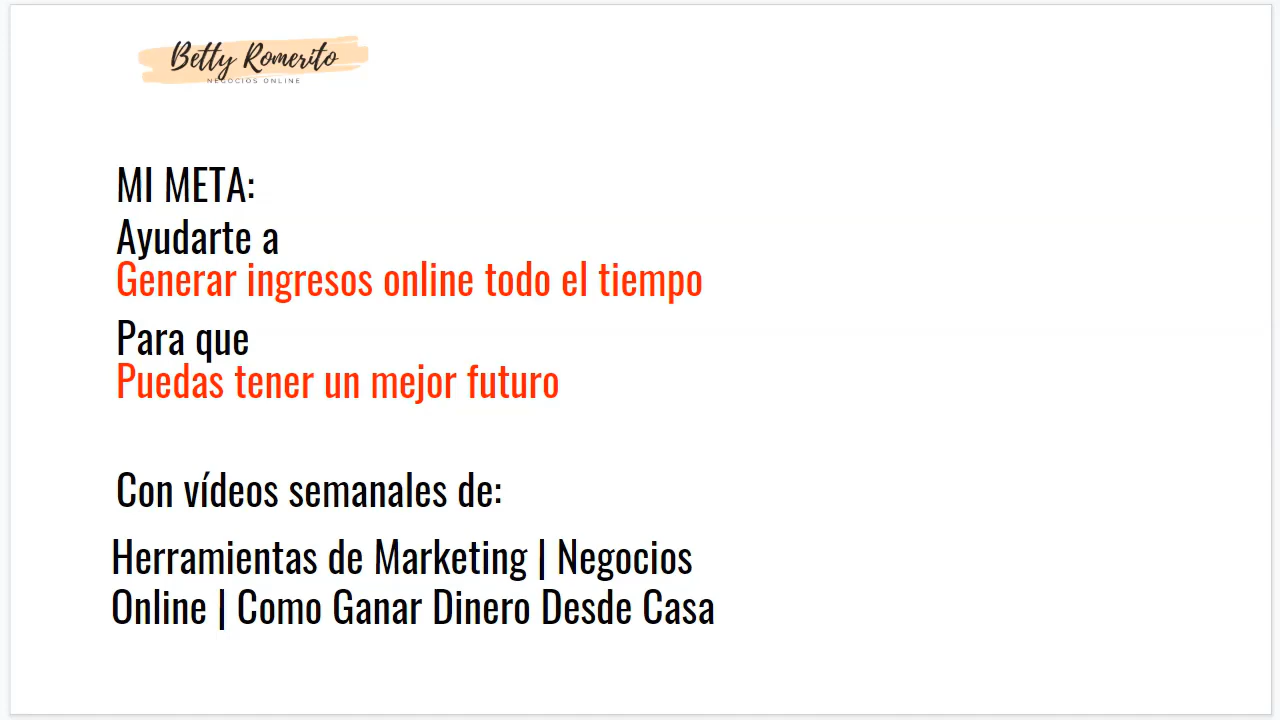 Betty Romerito
NEGOCIOS ONLINE
MI META:
Ayudarte a
Generar ingresos online todo el tiempo
Para que
Puedas tener un mejor futuro
Con vídeos semanales de:
Herramientas de Marketing | Negocios
Online | Como Ganar Dinero Desde Casa